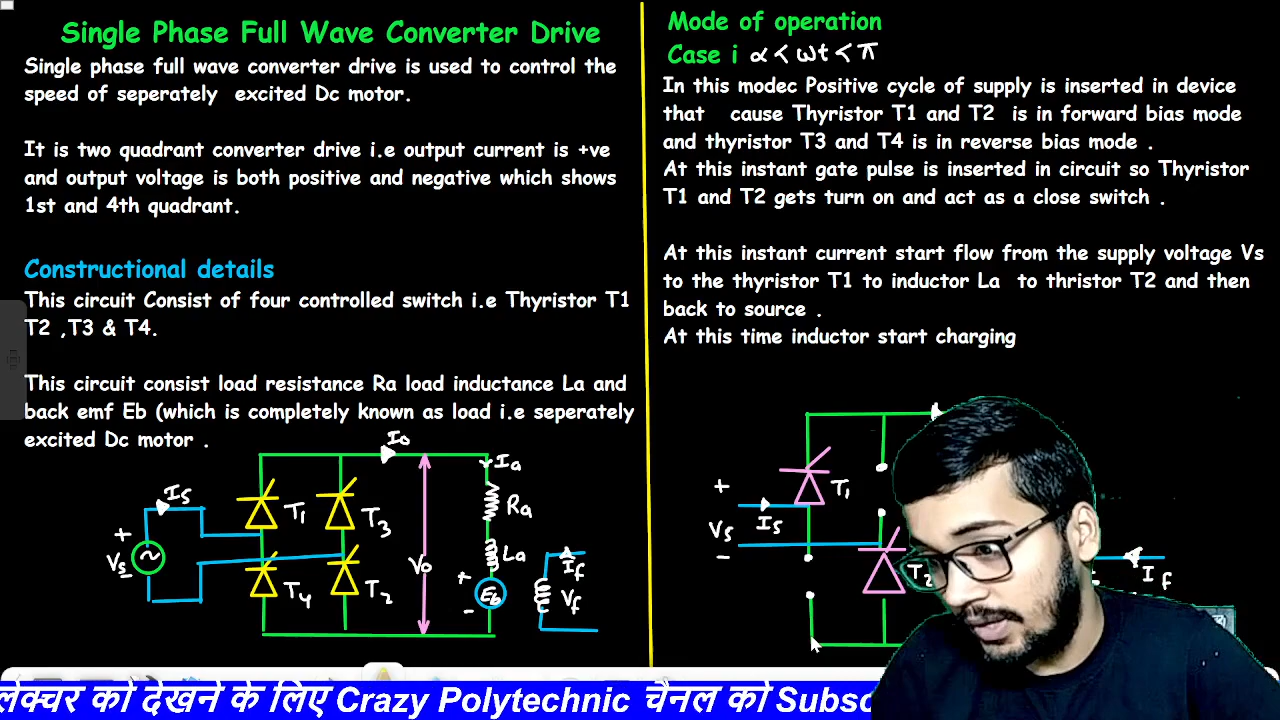 Single Phase Full Wave Converter Drive
Single phase full wave converter drive is used to control the
speed of seperately excited Dc motor.
It is two quadrant converter drive i.e output current is +ve
and output voltage is both positive and negative which shows
1st and 4th quadrant.
Constructional details
This circuit Consist of four controlled switch i.e Thyristor T1
T2 ,T3 & T4.
This circuit consist load resistance Ra load inductance La and
back emf Eb (which is completely known as load i.e seperately
excited Dc motor .
Io
Is
+
Vs
−
T1
T3
T4
T2
Vo
Ia
Ra
La
+
Eb
−
If
Vf
Mode of operation
Case i α < ωt < π
In this modec Positive cycle of supply is inserted in device
that cause Thyristor T1 and T2 is in forward bias mode
and thyristor T3 and T4 is in reverse bias mode .
At this instant gate pulse is inserted in circuit so Thyristor
T1 and T2 gets turn on and act as a close switch .
At this instant current start flow from the supply voltage Vs
to the thyristor T1 to inductor La to thristor T2 and then
back to source .
At this time inductor start charging
+
Vs
−
Is
T1
T2
If
लेक्चर को देखने के लिए Crazy Polytechnic चैनल को Subsc